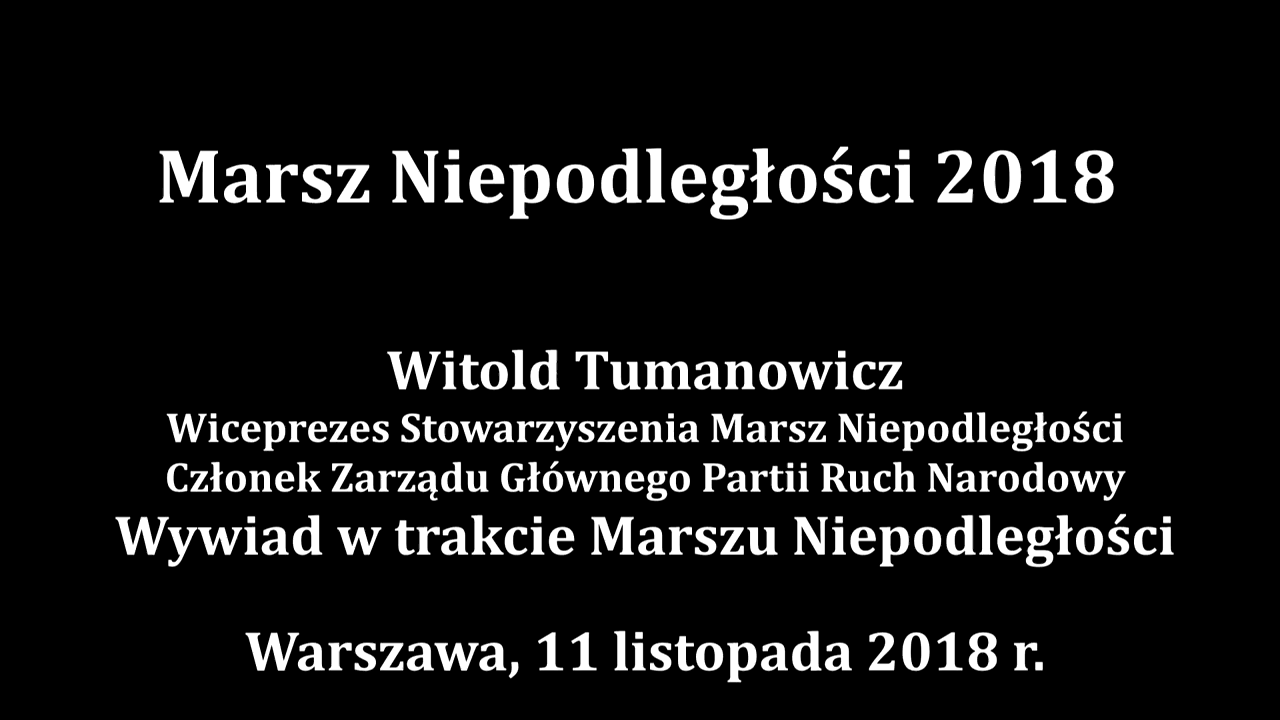 Marsz Niepodległości 2018
Witold Tumanowicz
Wiceprezes Stowarzyszenia Marsz Niepodległości
Członek Zarządu Głównego Partii Ruch Narodowy
Wywiad w trakcie Marszu Niepodległości
Warszawa, 11 listopada 2018 r.